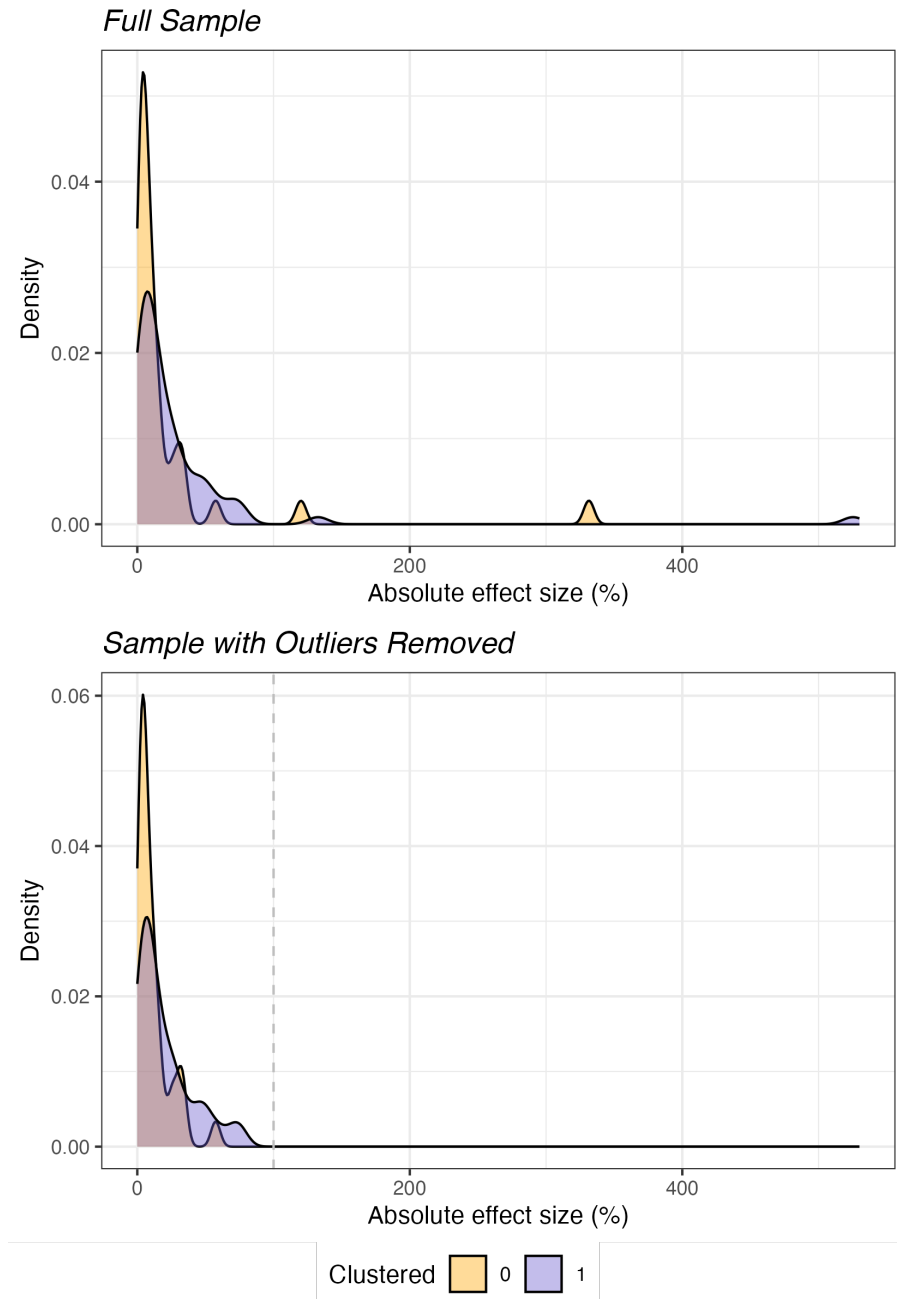 Full Sample
0.04
0.02
0.00
Density
0 200 400
Absolute effect size (%)
Sample with Outliers Removed
0.06
0.04
0.02
0.00
Density
0 200 400
Absolute effect size (%)
Clustered 0 1